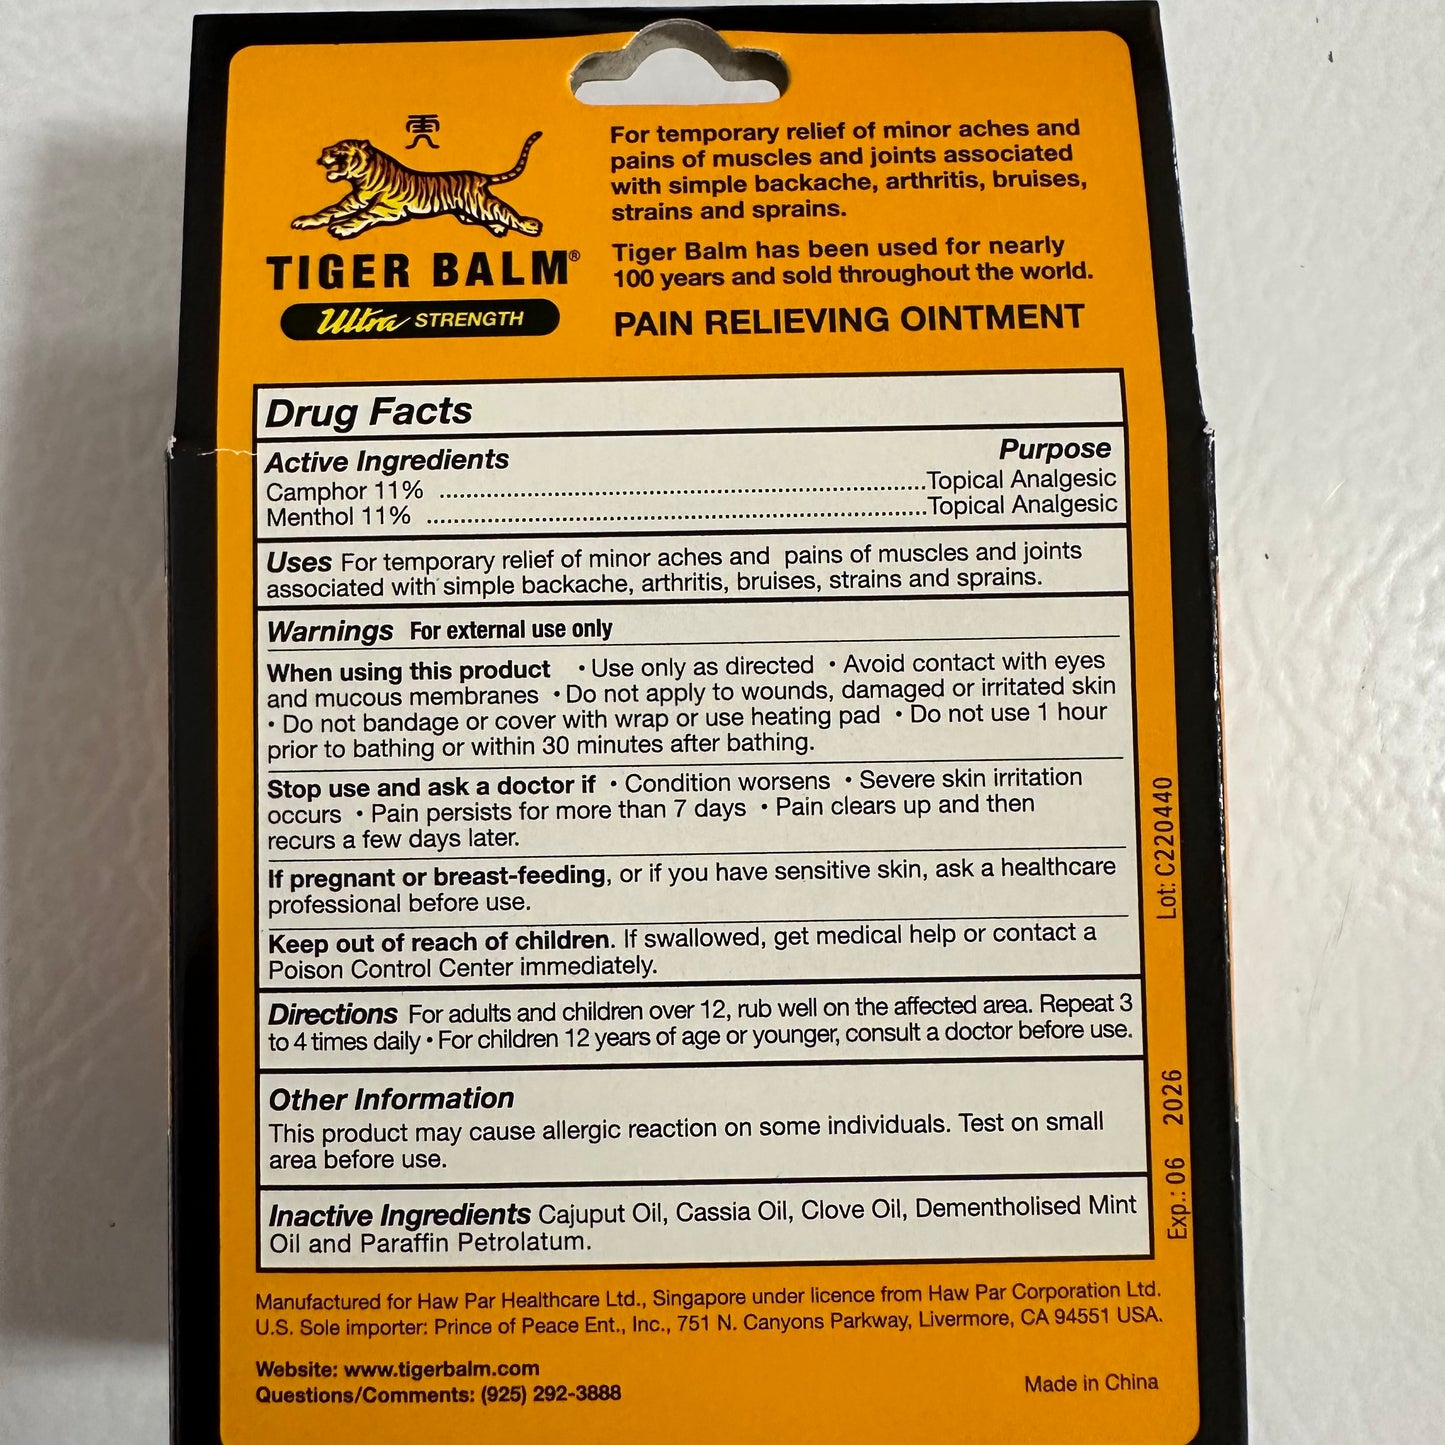 For temporary relief of minor aches and
pains of muscles and joints associated
with simple backache, arthritis, bruises,
strains and sprains.
Tiger Balm has been used for nearly
100 years and sold throughout the world.
TIGER BALM®
Ultra STRENGTH
PAIN RELIEVING OINTMENT
Drug Facts
Active Ingredients Purpose
Camphor 11% ........................................Topical Analgesic
Menthol 11% ........................................Topical Analgesic
Uses For temporary relief of minor aches and pains of muscles and joints
associated with simple backache, arthritis, bruises, strains and sprains.
Warnings For external use only
When using this product • Use only as directed • Avoid contact with eyes
and mucous membranes • Do not apply to wounds, damaged or irritated skin
• Do not bandage or cover with wrap or use heating pad • Do not use 1 hour
prior to bathing or within 30 minutes after bathing.
Stop use and ask a doctor if • Condition worsens • Severe skin irritation
occurs • Pain persists for more than 7 days • Pain clears up and then
recurs a few days later.
If pregnant or breast-feeding, or if you have sensitive skin, ask a healthcare
professional before use.
Keep out of reach of children. If swallowed, get medical help or contact a
Poison Control Center immediately.
Directions For adults and children over 12, rub well on the affected area. Repeat 3
to 4 times daily • For children 12 years of age or younger, consult a doctor before use.
Other Information
This product may cause allergic reaction on some individuals. Test on small
area before use.
Inactive Ingredients Cajuput Oil, Cassia Oil, Clove Oil, Dementholised Mint
Oil and Paraffin Petrolatum.
Manufactured for Haw Par Healthcare Ltd., Singapore under licence from Haw Par Corporation Ltd.
U.S. Sole importer: Prince of Peace Ent., Inc., 751 N. Canyons Parkway, Livermore, CA 94551 USA.
Website: www.tigerbalm.com
Questions/Comments: (925) 292-3888
Made in China
Lot: C220440
Exp.: 06 2026